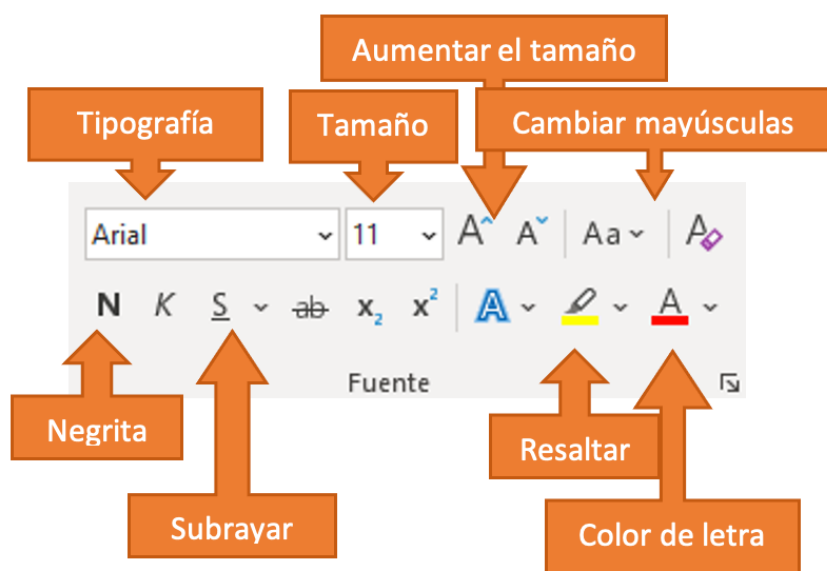 Aumentar el tamaño
Tipografía
Tamaño
Cambiar mayúsculas
Arial 11 A A Aa A
N K S ab x₂ x² A A
Fuente
Negrita
Resaltar
Subrayar
Color de letra